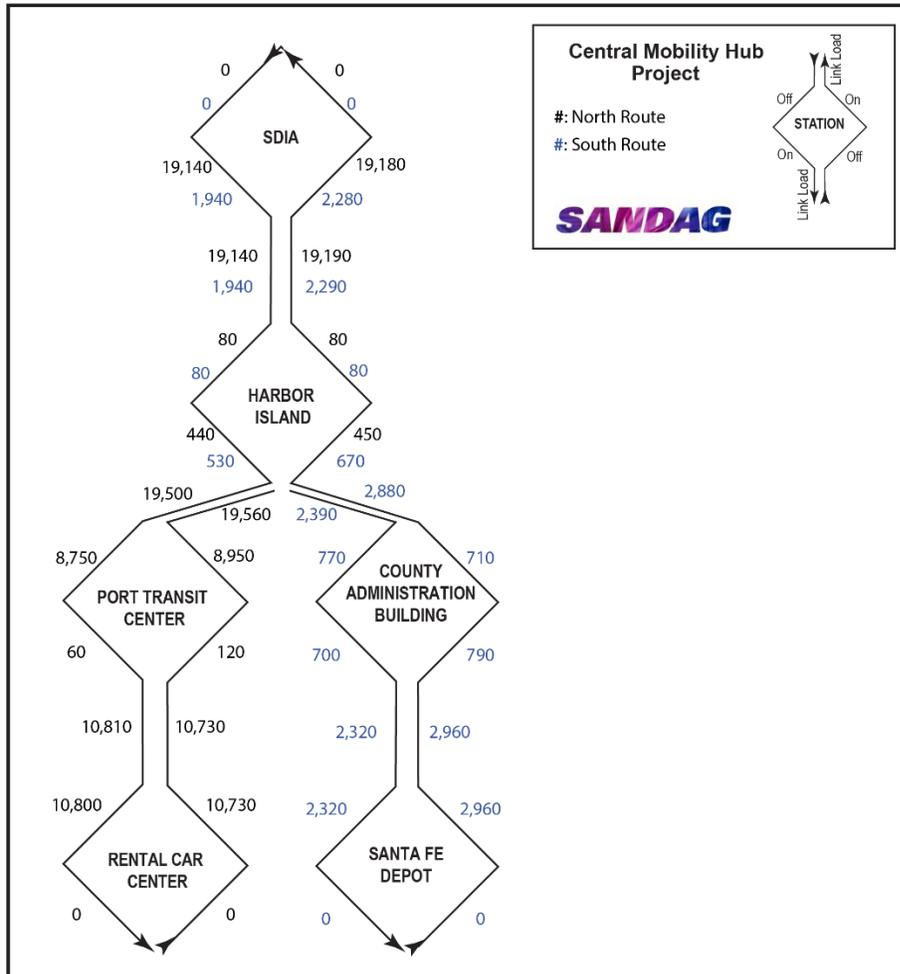 Central Mobility Hub
Project
#: North Route
#: South Route
SANDAG
Link Load
Off
On
STATION
On
Off
Link Load
0
0
0
0
SDIA
19,140
19,180
1,940
2,280
19,140
19,190
1,940
2,290
80
80
80
80
HARBOR
ISLAND
440
450
530
670
19,500
2,880
19,560
2,390
8,750
8,950
770
710
PORT TRANSIT
CENTER
COUNTY
ADMINISTRATION
BUILDING
60
120
700
790
10,810
10,730
2,320
2,960
10,800
10,730
2,320
2,960
RENTAL CAR
CENTER
SANTA FE
DEPOT
0
0
0
0